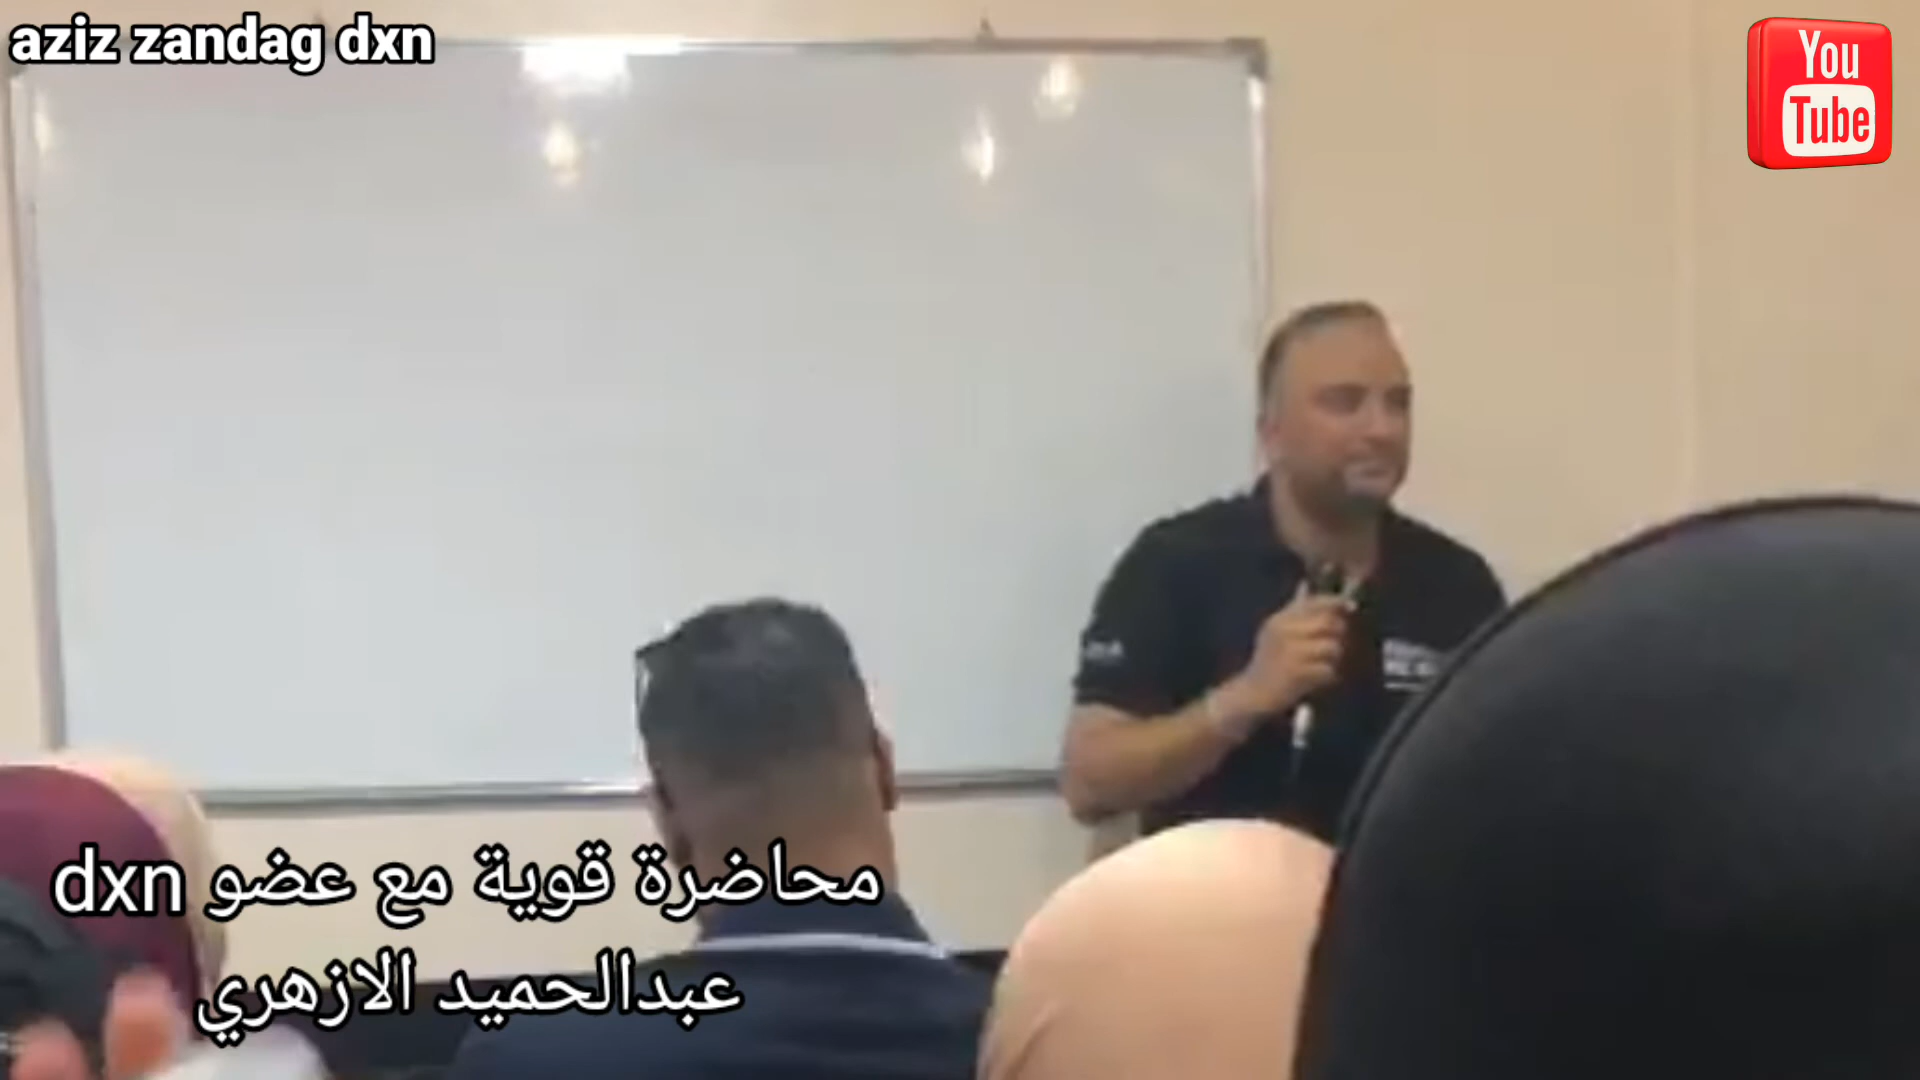 aziz zandag dxn
You
Tube
محاضرة قوية مع عضو dxn
عبدالحميد الازهري